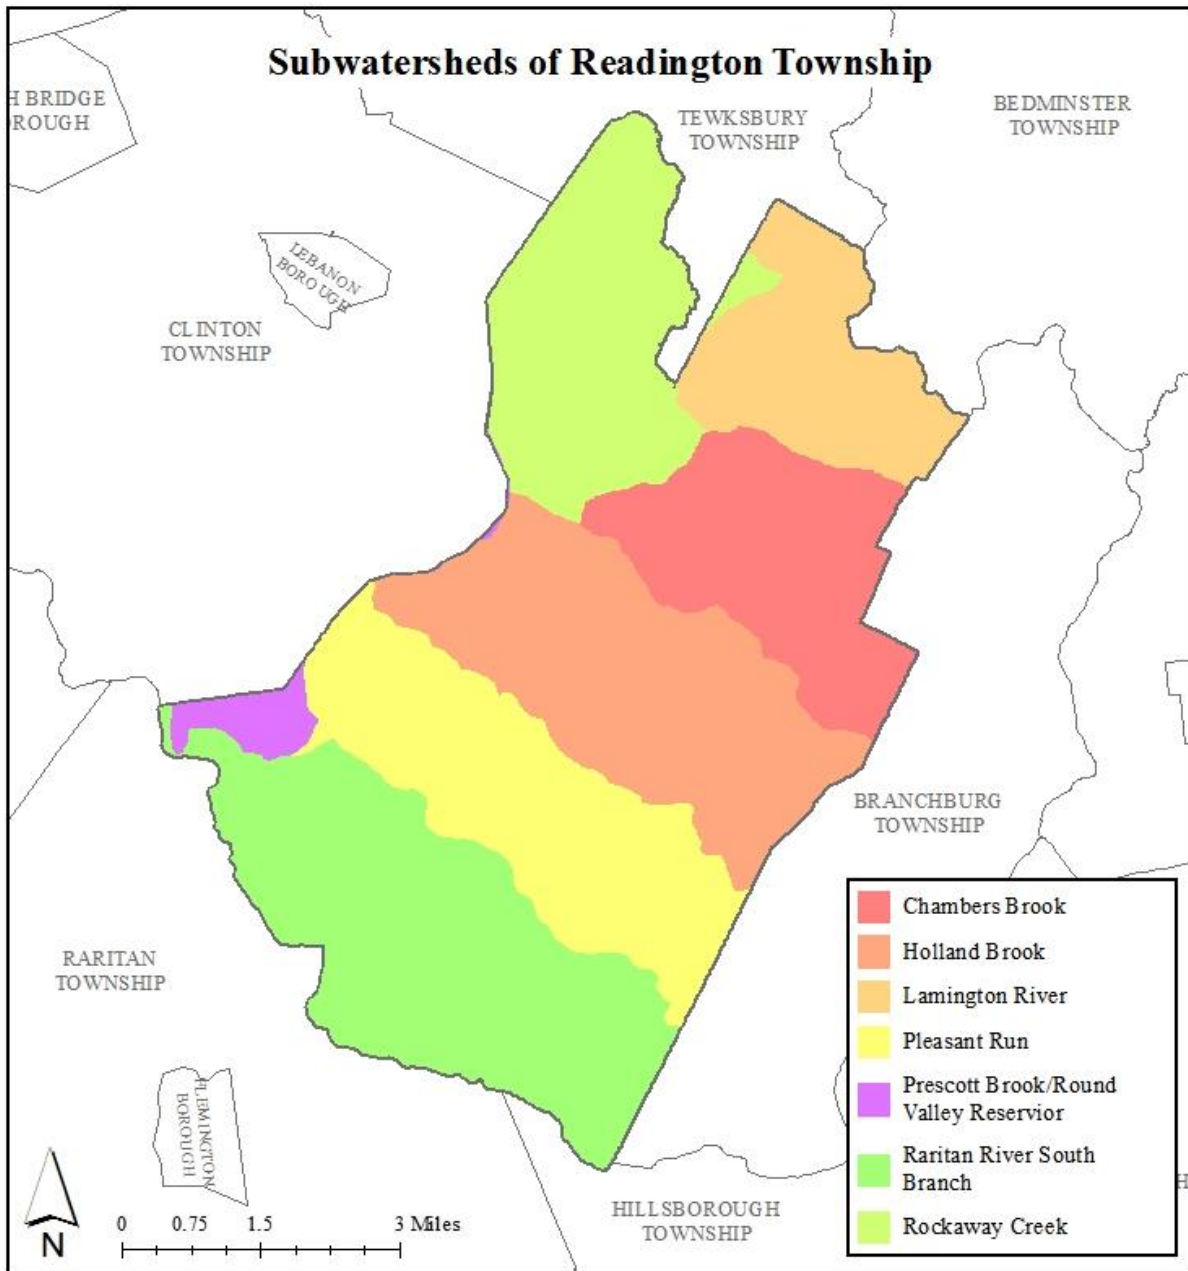 Subwatersheds of Readington Township
H BRIDGE
OROUGH
TEWKSBURY
TOWNSHIP
BEDMINSTER
TOWNSHIP
LEBANON
BOROUGH
CLINTON
TOWNSHIP
BRANCHBURG
TOWNSHIP
RARITAN
TOWNSHIP
FLEMINGTON
BOROUGH
HILLSBOROUGH
TOWNSHIP
H
Chambers Brook
Holland Brook
Lamington River
Pleasant Run
Prescott Brook/Round
Valley Reservior
Raritan River South
Branch
Rockaway Creek
N
0 0.75 1.5 3 Miles